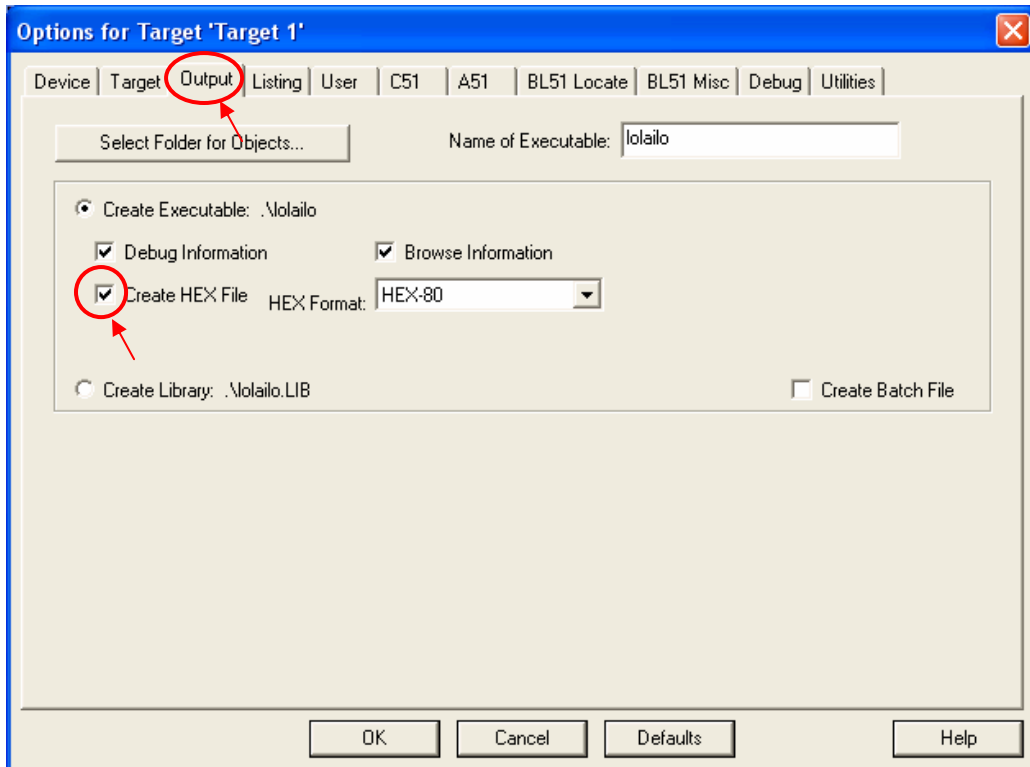 Options for Target 'Target 1'
Device Target Output Listing User C51 A51 BL51 Locate BL51 Misc Debug Utilities
Select Folder for Objects... Name of Executable: lolailo
Create Executable: .\lolailo
Debug Information Browse Information
Create HEX File HEX Format: HEX-80
Create Library: .\lolailo.LIB Create Batch File
OK Cancel Defaults Help